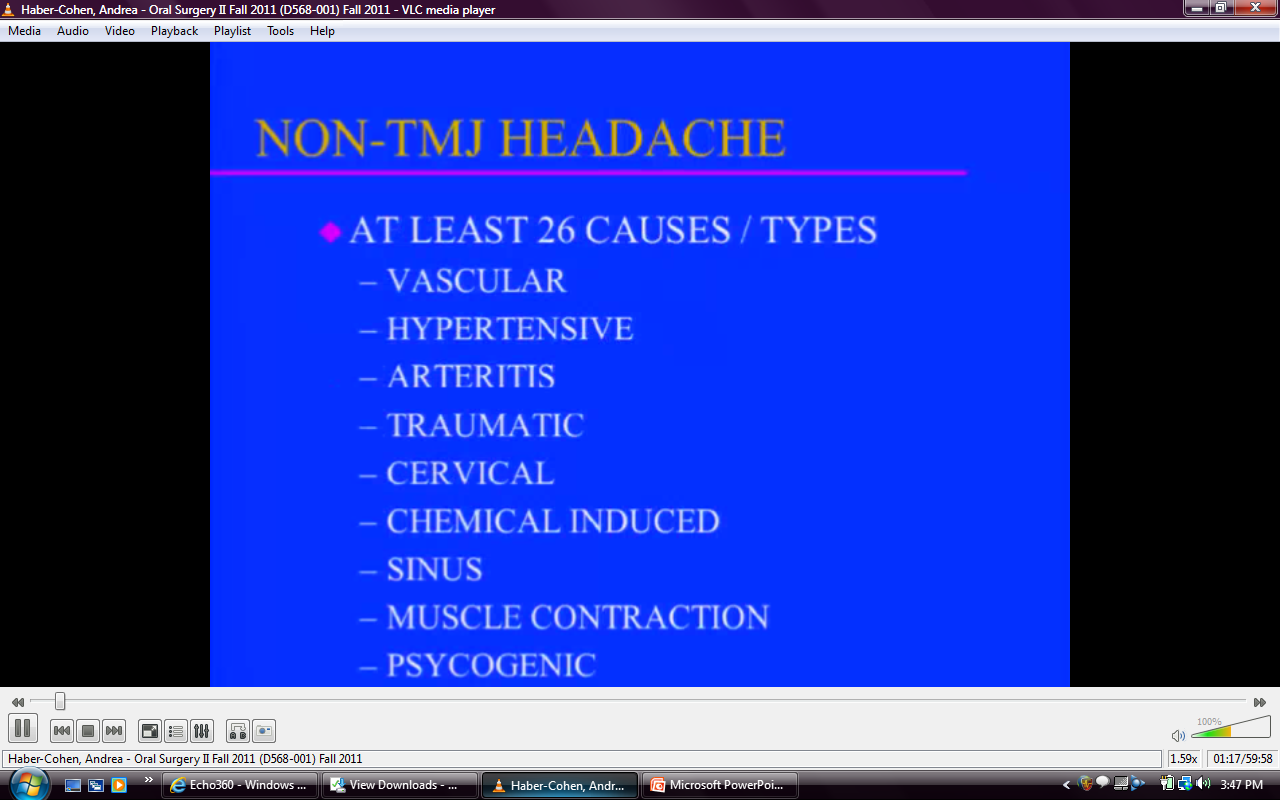 Haber-Cohen, Andrea - Oral Surgery II Fall 2011 (D568-001) Fall 2011 - VLC media player
Media Audio Video Playback Playlist Tools Help
NON-TMJ HEADACHE
AT LEAST 26 CAUSES / TYPES
– VASCULAR
– HYPERTENSIVE
– ARTERITIS
– TRAUMATIC
– CERVICAL
– CHEMICAL INDUCED
– SINUS
– MUSCLE CONTRACTION
– PSYCOGENIC
100%
Haber-Cohen, Andrea - Oral Surgery II Fall 2011 (D568-001) Fall 2011 1.59x 01:17/59:58
Echo360 - Windows ... View Downloads - ... Haber-Cohen, Andr... Microsoft PowerPoi... 3:47 PM